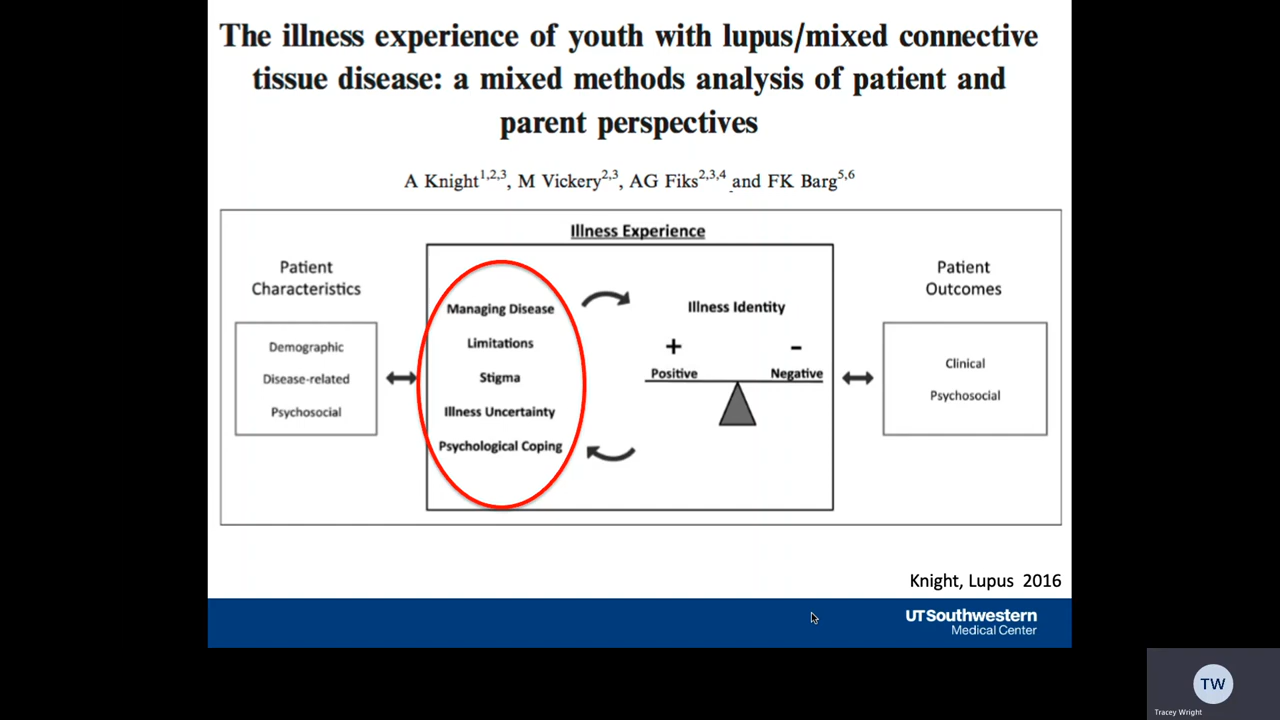 The illness experience of youth with lupus/mixed connective
tissue disease: a mixed methods analysis of patient and
parent perspectives
A Knight1,2,3, M Vickery2,3, AG Fiks2,3,4 and FK Barg5,6
Illness Experience
Patient
Characteristics
Demographic
Disease-related
Psychosocial
Managing Disease
Limitations
Stigma
Illness Uncertainty
Psychological Coping
Illness Identity
+ −
Positive Negative
Patient
Outcomes
Clinical
Psychosocial
Knight, Lupus 2016
UTSouthwestern
Medical Center
TW
Tracey Wright